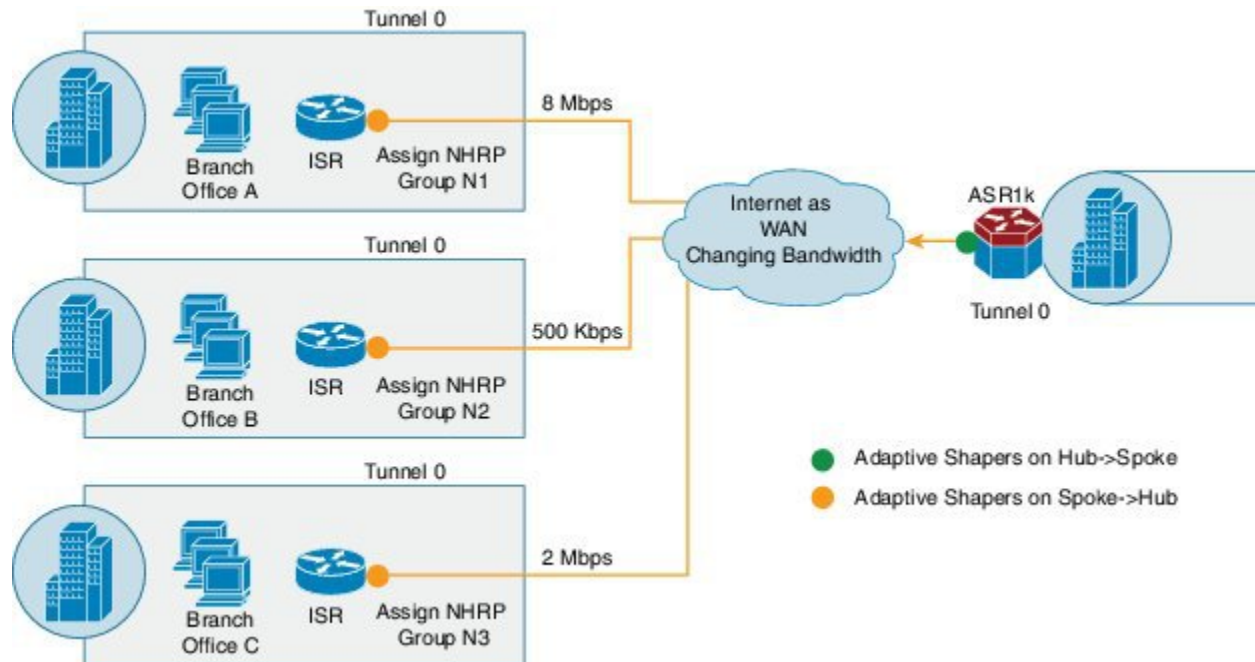 Tunnel 0
8 Mbps
Branch
Office A
ISR
Assign NHRP
Group N1
Tunnel 0
500 Kbps
Branch
Office B
ISR
Assign NHRP
Group N2
Tunnel 0
2 Mbps
Branch
Office C
ISR
Assign NHRP
Group N3
Internet as
WAN
Changing Bandwidth
ASR1k
Tunnel 0
Adaptive Shapers on Hub->Spoke
Adaptive Shapers on Spoke->Hub